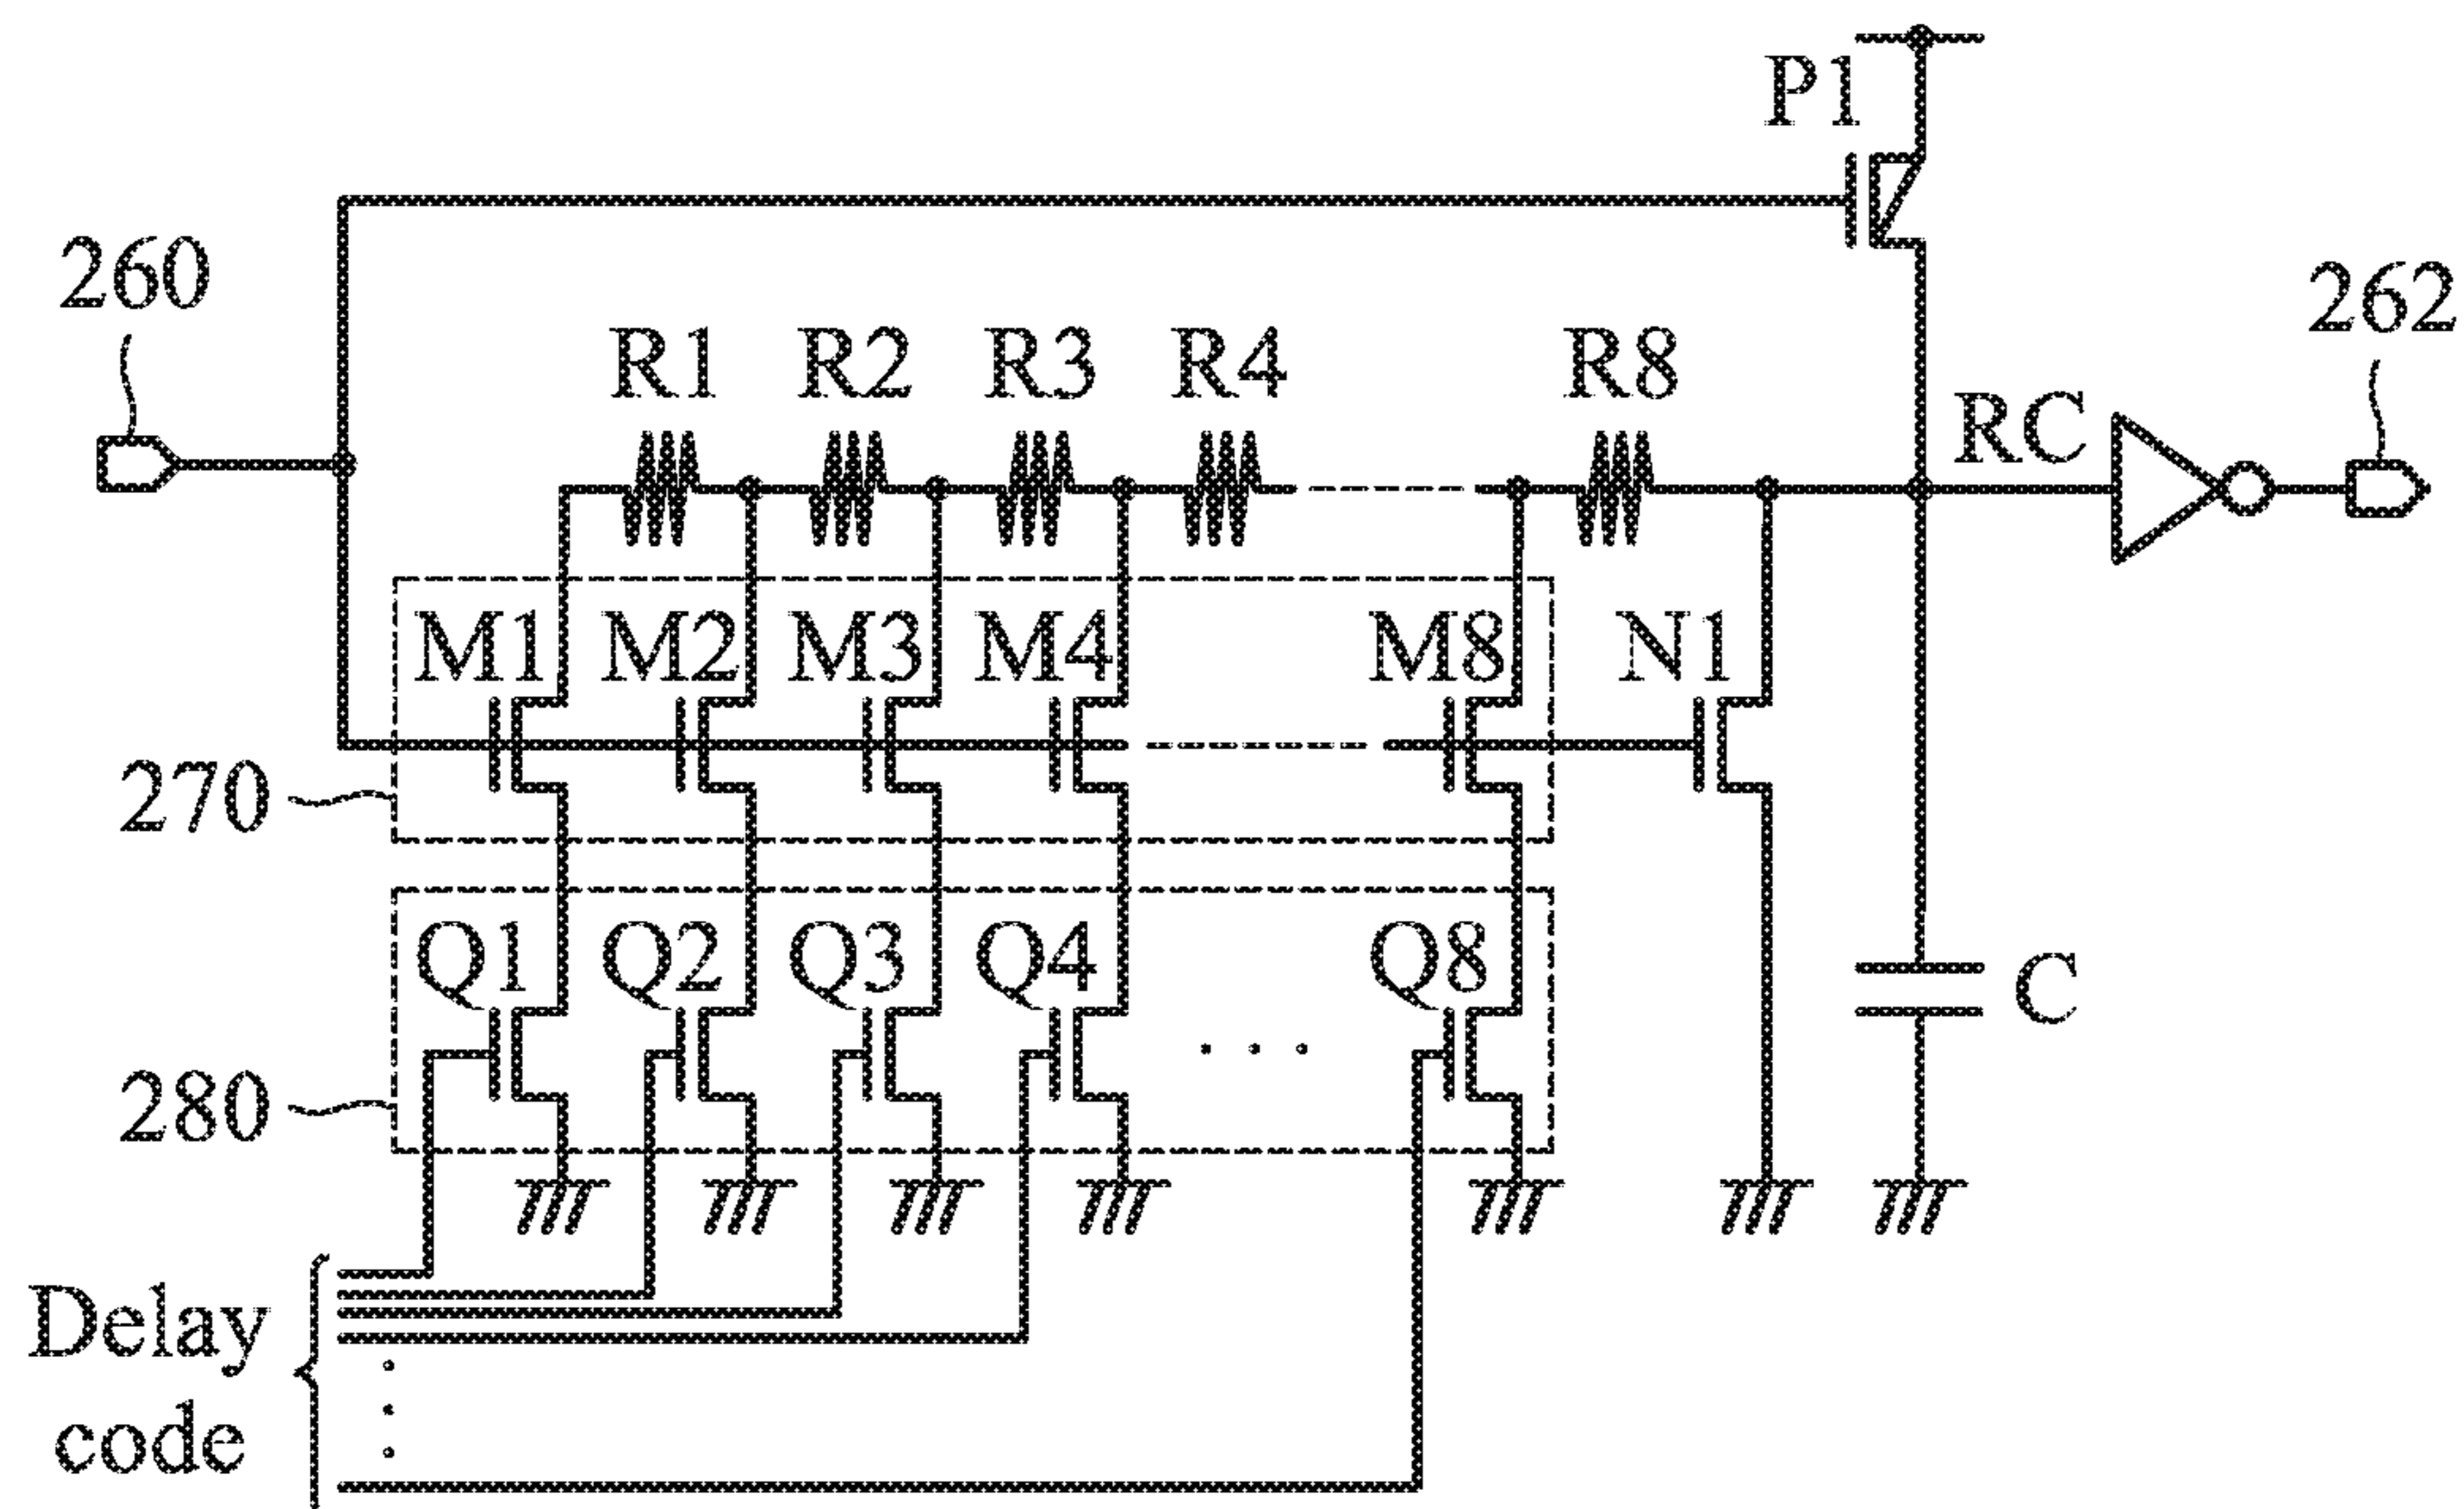 P1
260
262
R1 R2 R3 R4 R8
RC
M1 M2 M3 M4 M8 N1
270
Q1 Q2 Q3 Q4 Q8
C
280
Delay
code